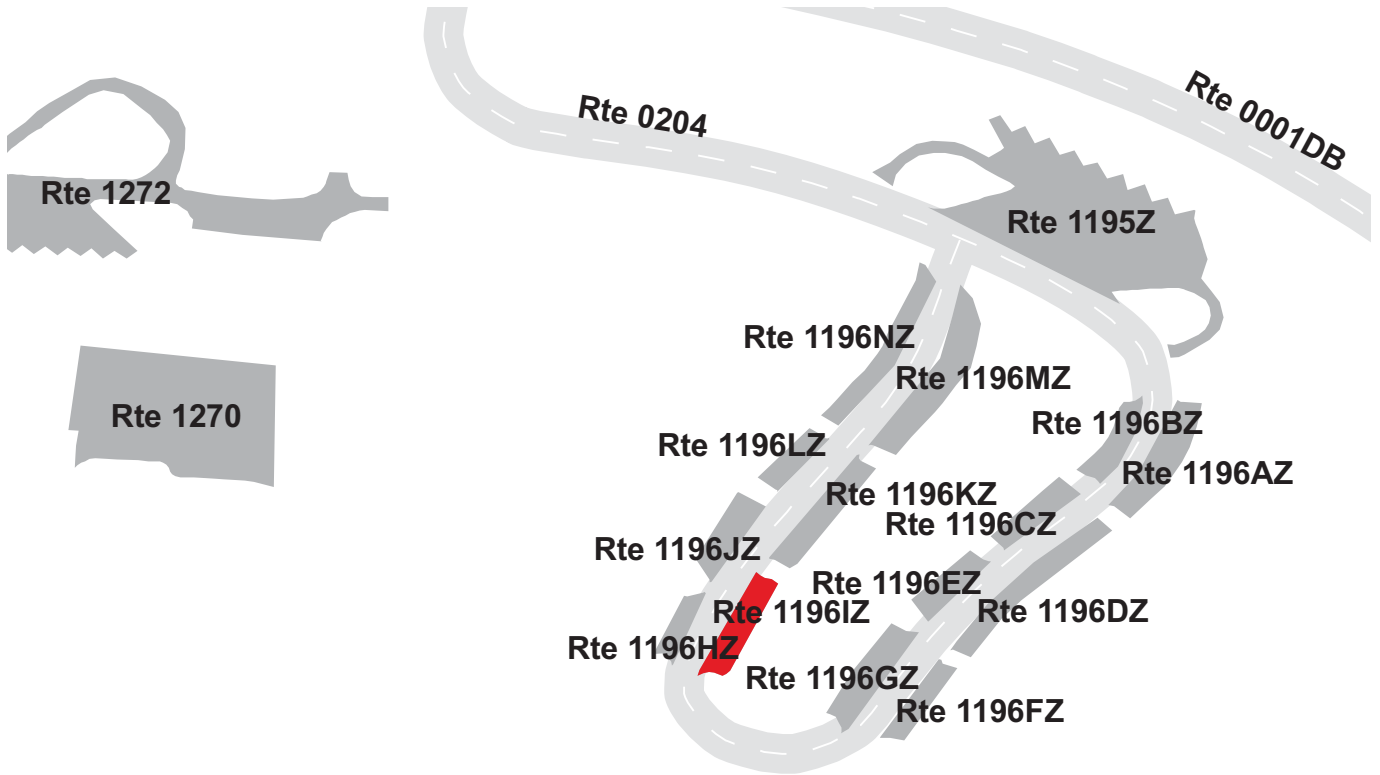 Rte 0204
Rte 0001DB
Rte 1272
Rte 1195Z
Rte 1196NZ
Rte 1196MZ
Rte 1270
Rte 1196BZ
Rte 1196LZ
Rte 1196AZ
Rte 1196KZ
Rte 1196CZ
Rte 1196JZ
Rte 1196EZ
Rte 1196IZ
Rte 1196DZ
Rte 1196HZ
Rte 1196GZ
Rte 1196FZ